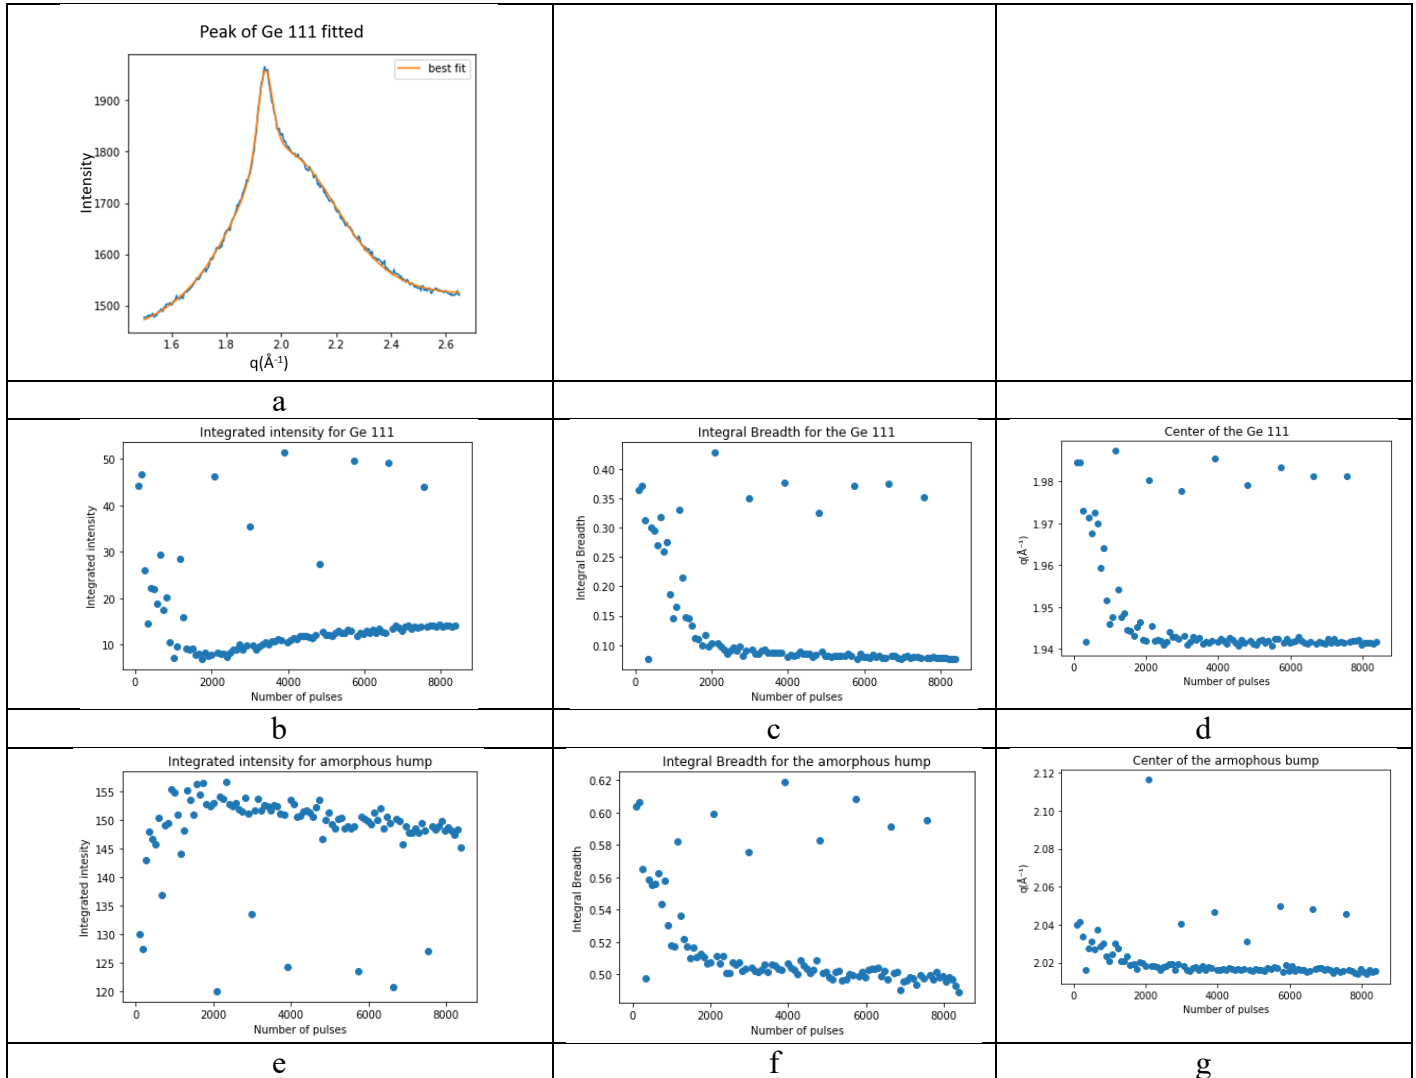 Peak of Ge 111 fitted
best fit
1900
1800
1700
1600
1500
Intensity
1.6 1.8 2.0 2.2 2.4 2.6
q(Å⁻¹)
a
Integrated intensity for Ge 111
50
40
30
20
10
Integrated intensity
0 2000 4000 6000 8000
Number of pulses
Integral Breadth for the Ge 111
0.40
0.35
0.30
0.25
0.20
0.15
0.10
Integral Breadth
0 2000 4000 6000 8000
Number of pulses
Center of the Ge 111
1.98
1.97
1.96
1.95
1.94
q(Å⁻¹)
0 2000 4000 6000 8000
Number of pulses
b c d
Integrated intensity for amorphous hump
155
150
145
140
135
130
125
120
Integrated intesity
0 2000 4000 6000 8000
Number of pulses
Integral Breadth for the amorphous hump
0.62
0.60
0.58
0.56
0.54
0.52
0.50
Integral Breadth
0 2000 4000 6000 8000
Number of pulses
Center of the armophous bump
2.12
2.10
2.08
2.06
2.04
2.02
q(Å⁻¹)
0 2000 4000 6000 8000
Number of pulses
e f g